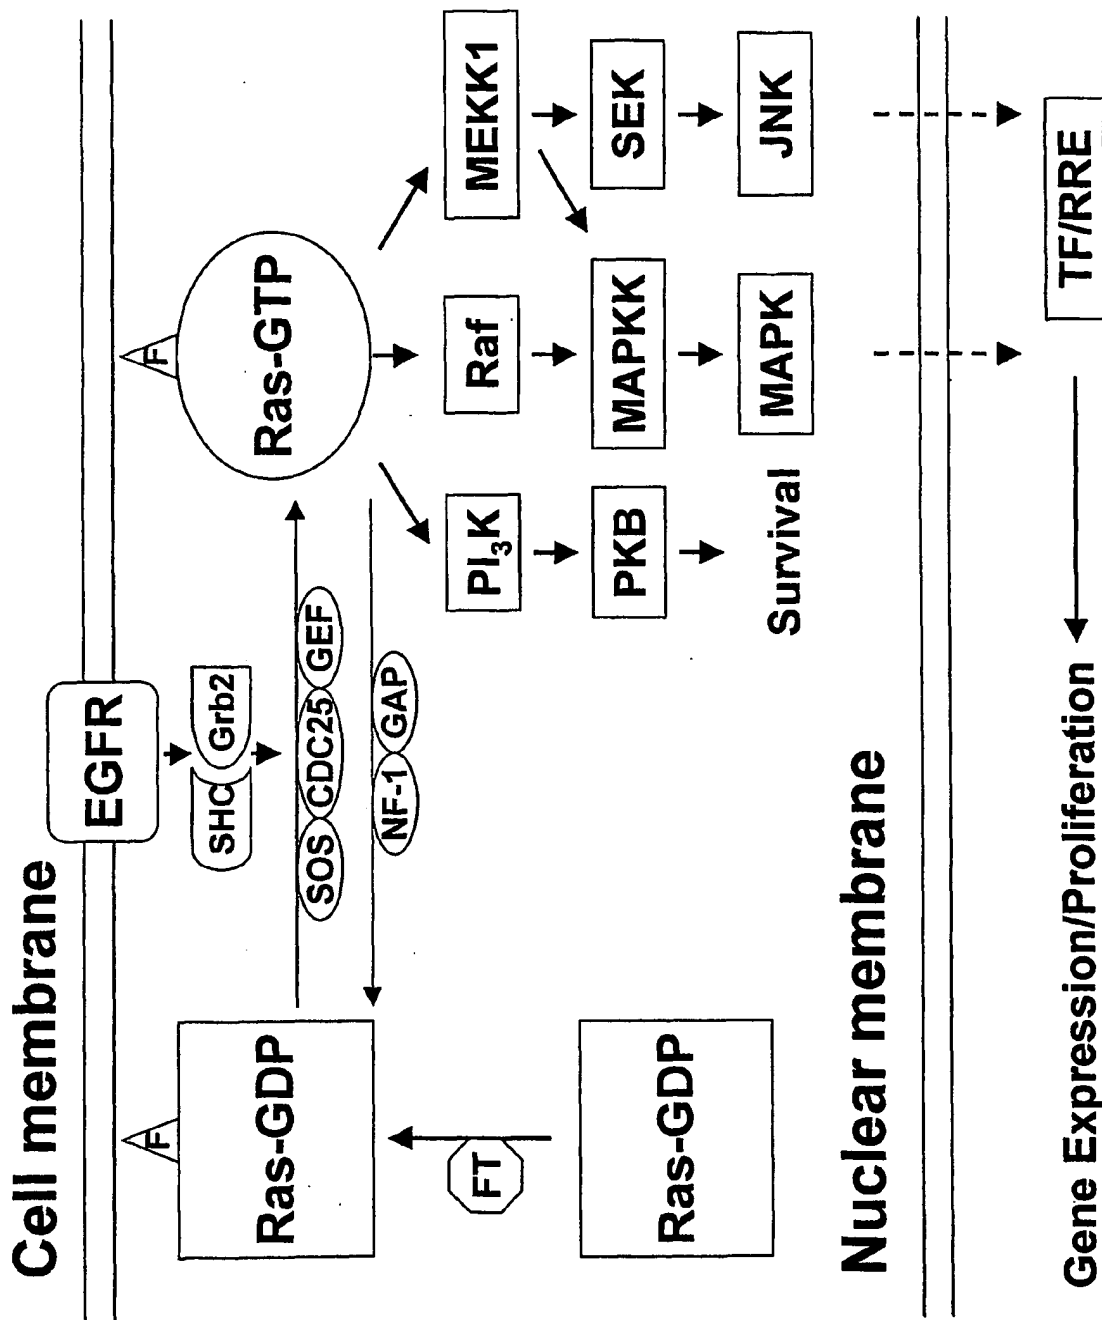 Cell membrane
EGFR
F
F
SHC
Grb2
Ras-GDP
SOS
CDC25
GEF
Ras-GTP
NF-1
GAP
FT
PI₃K
Raf
MEKK1
Ras-GDP
PKB
MAPKK
SEK
Survival
MAPK
JNK
Nuclear membrane
Gene Expression/Proliferation
TF/RRE